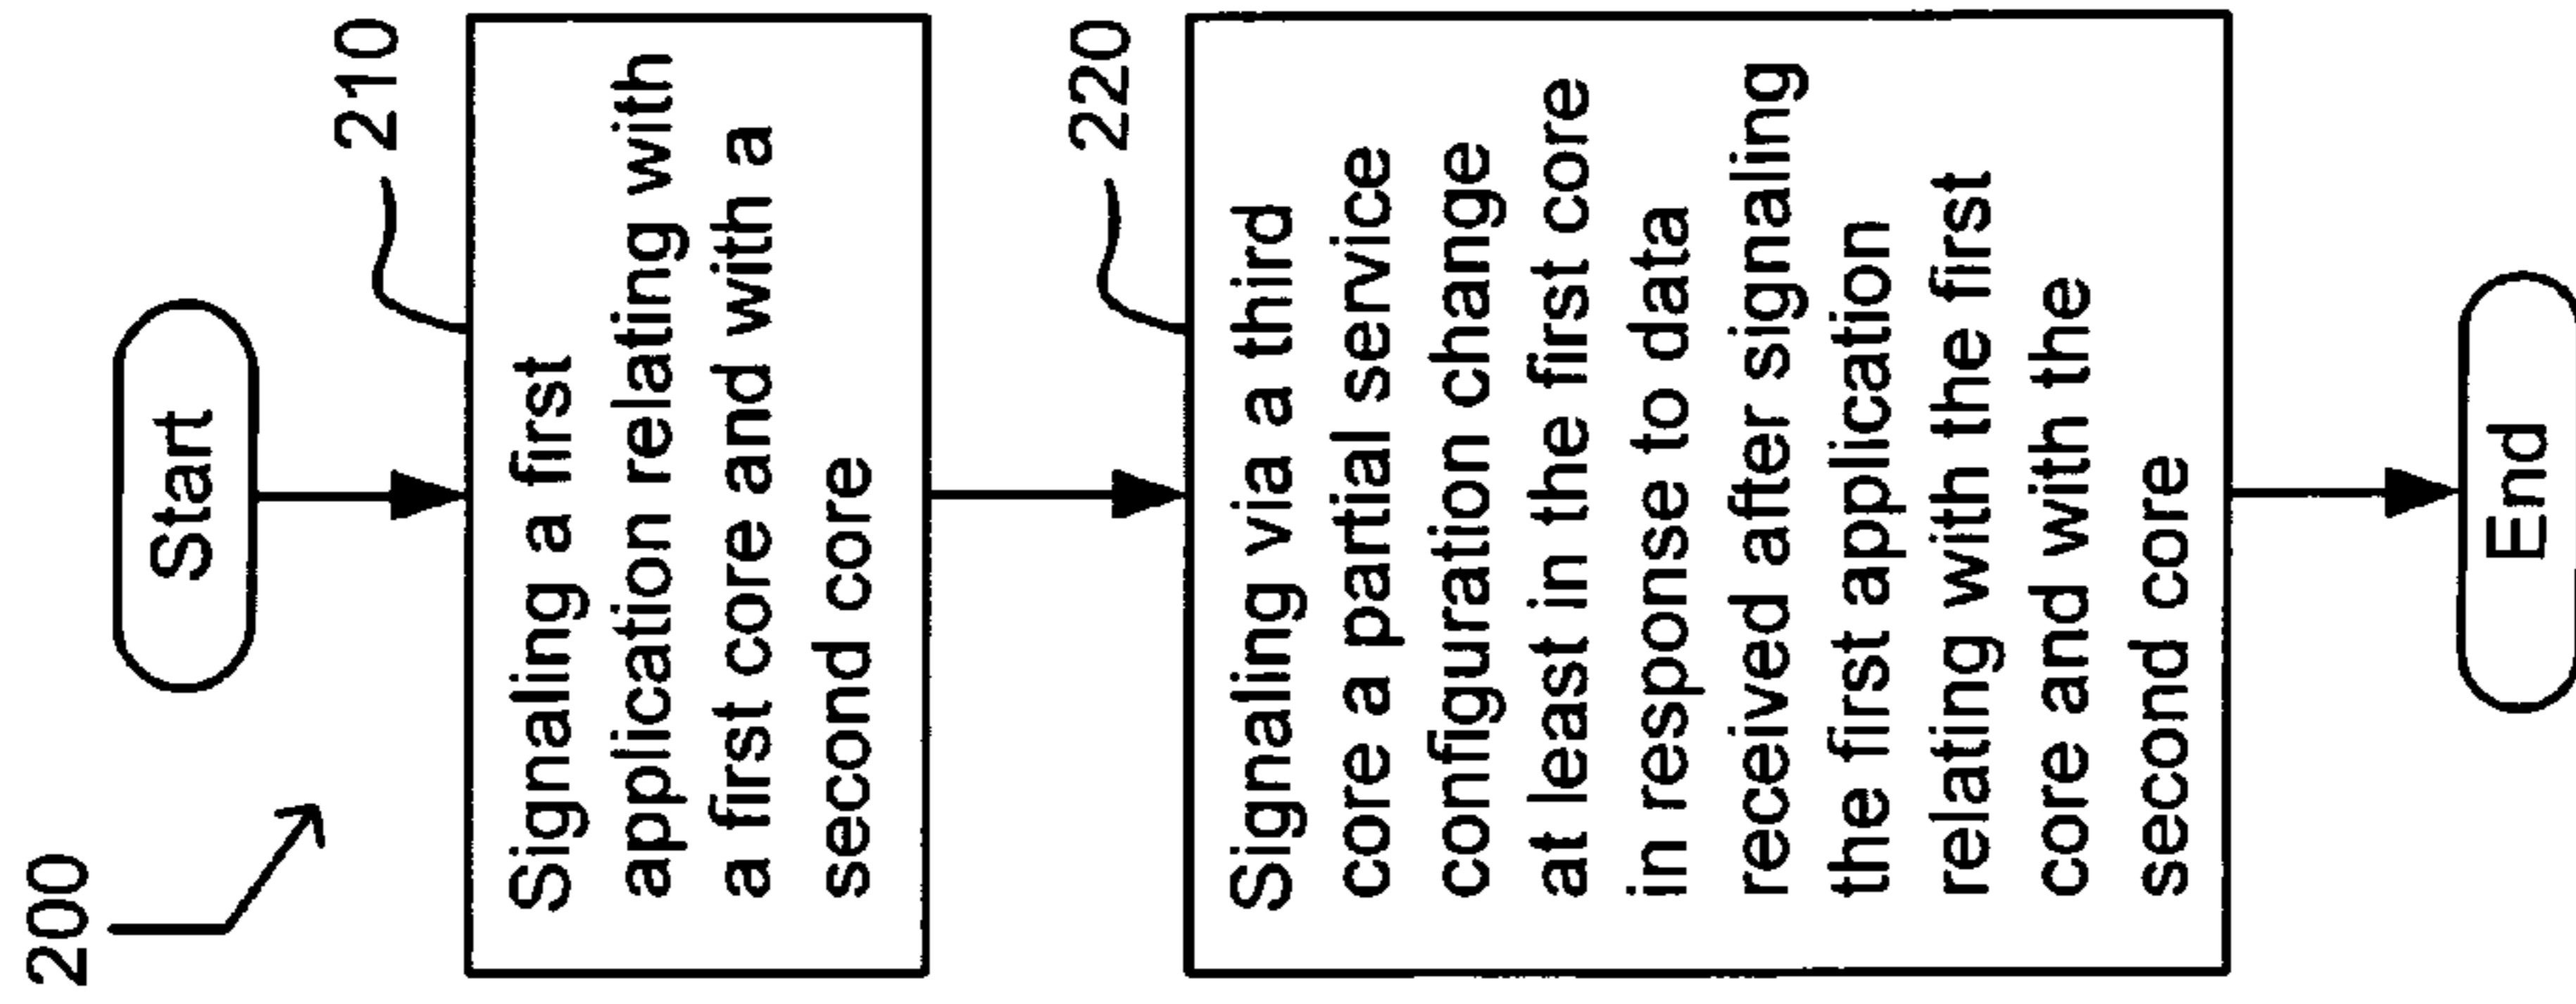 200
Start
210
Signaling a first
application relating with
a first core and with a
second core
220
Signaling via a third
core a partial service
configuration change
at least in the first core
in response to data
received after signaling
the first application
relating with the first
core and with the
second core
End